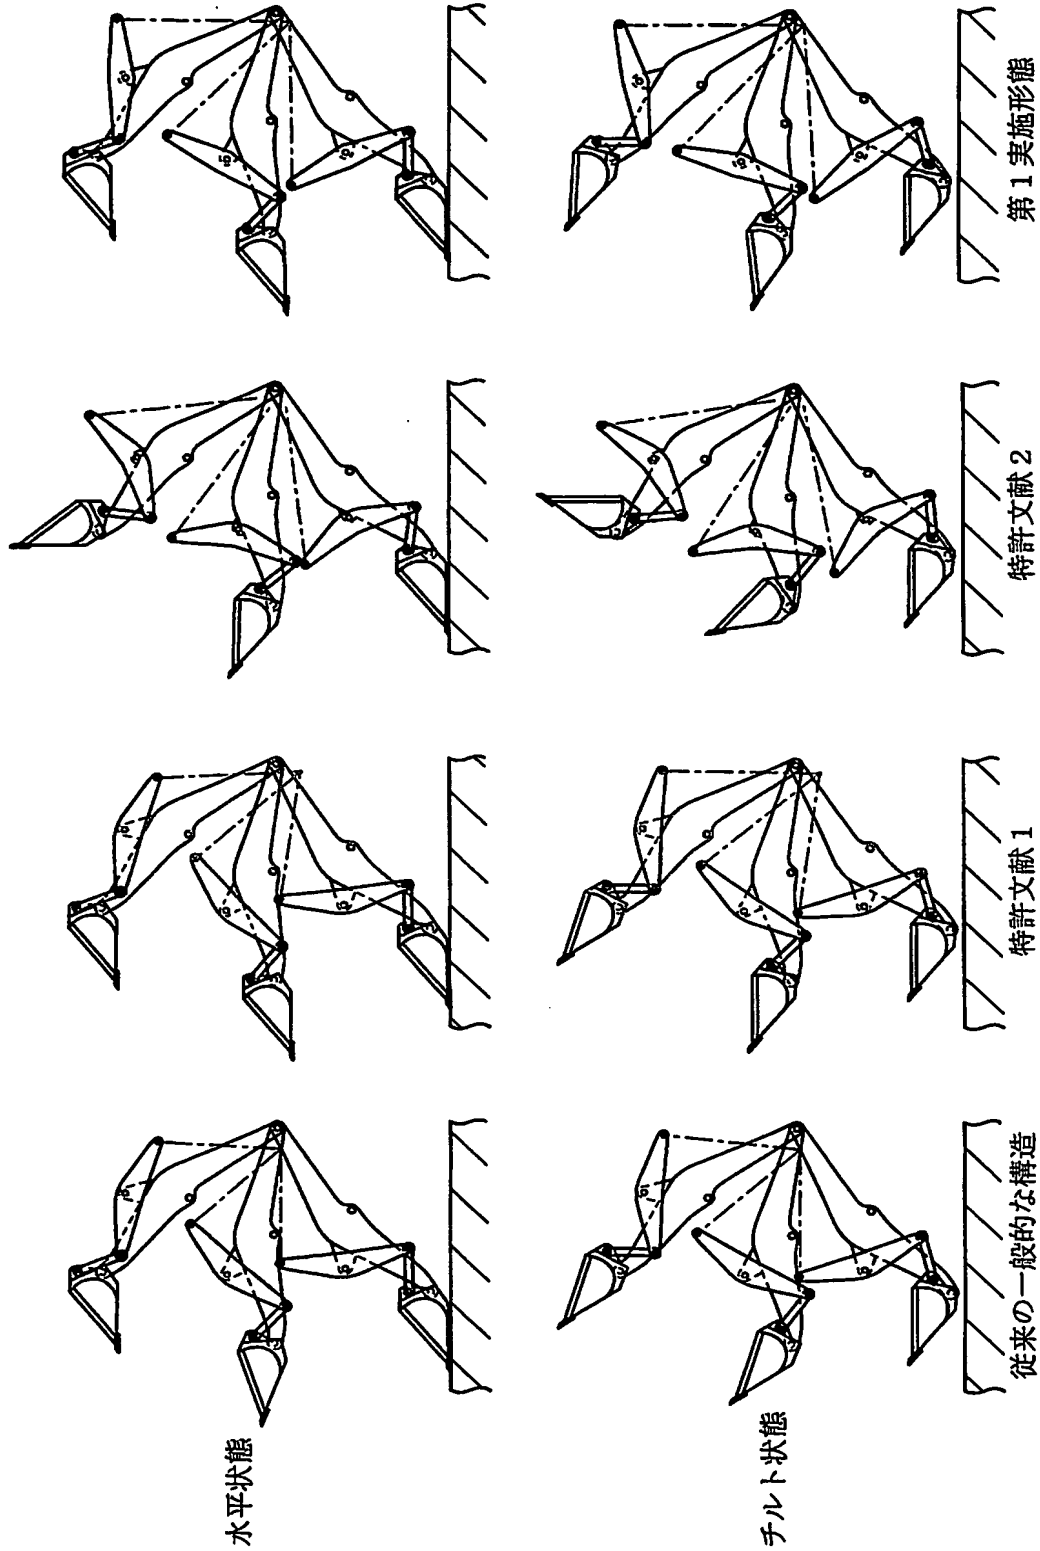 水平状態
チルト状態
従来の一般的な構造
特許文献1
特許文献2
第1実施形態